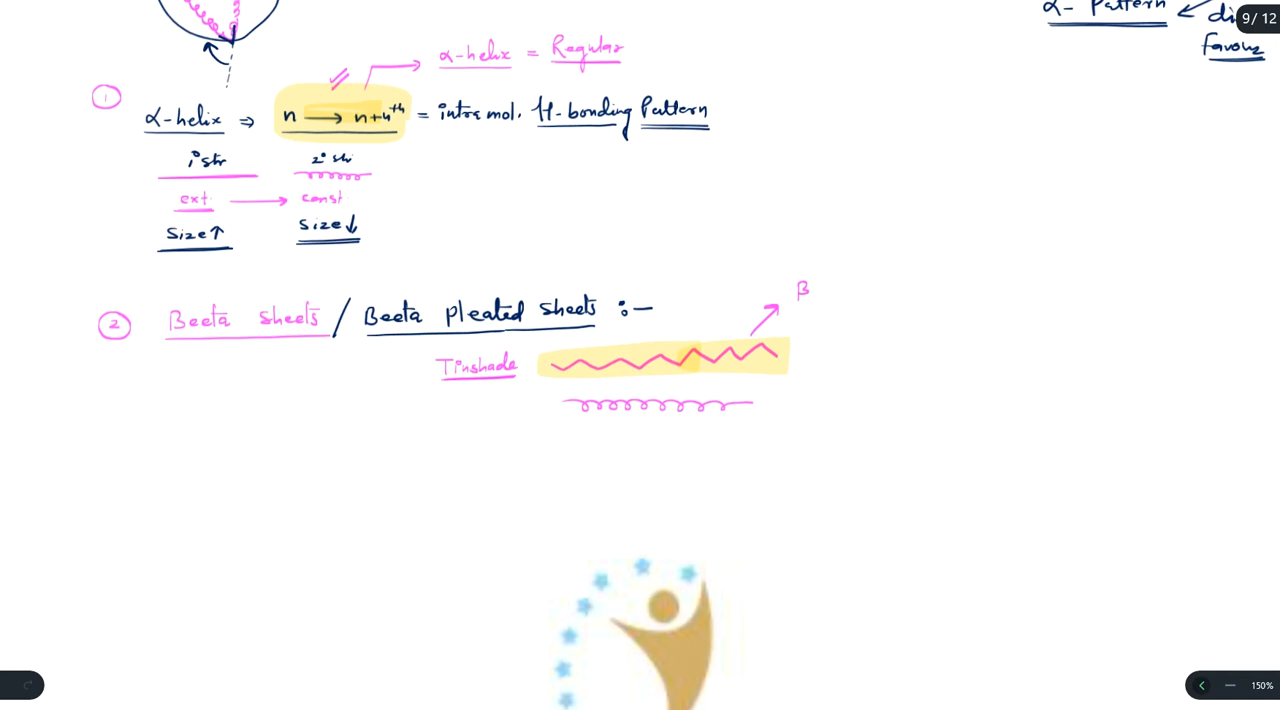 α- Pattern ← di
favour
9 / 12
α-helix = Regular
① α-helix ⇒ n → n+4th = intra mol. H-bonding Pattern
1° str 2° str
ext. → const
Size↑ Size↓
② Beeta sheets / Beeta pleated sheets :-
β
Tinshade
150%